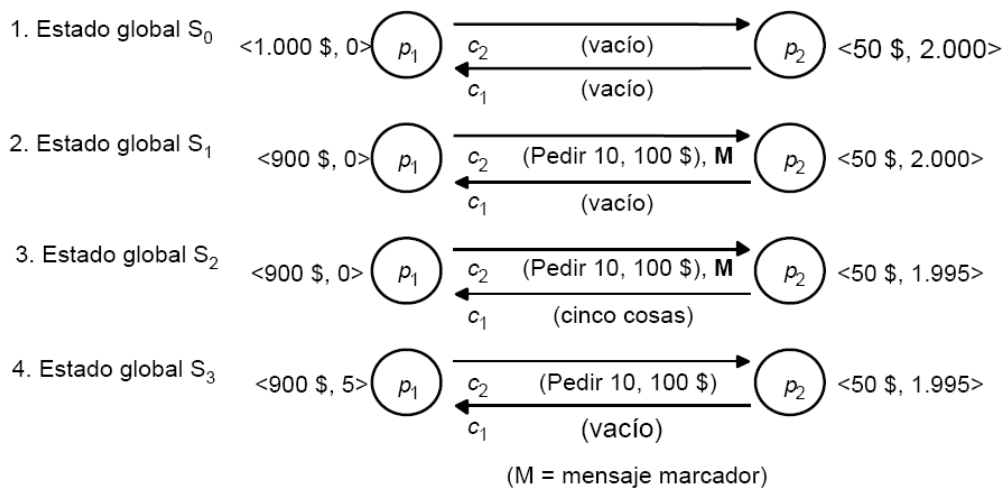 1. Estado global S0 <1.000 $, 0> p1 c2 (vacío) p2 <50 $, 2.000>
c1 (vacío)
2. Estado global S1 <900 $, 0> p1 c2 (Pedir 10, 100 $), M p2 <50 $, 2.000>
c1 (vacío)
3. Estado global S2 <900 $, 0> p1 c2 (Pedir 10, 100 $), M p2 <50 $, 1.995>
c1 (cinco cosas)
4. Estado global S3 <900 $, 5> p1 c2 (Pedir 10, 100 $) p2 <50 $, 1.995>
c1 (vacío)
(M = mensaje marcador)